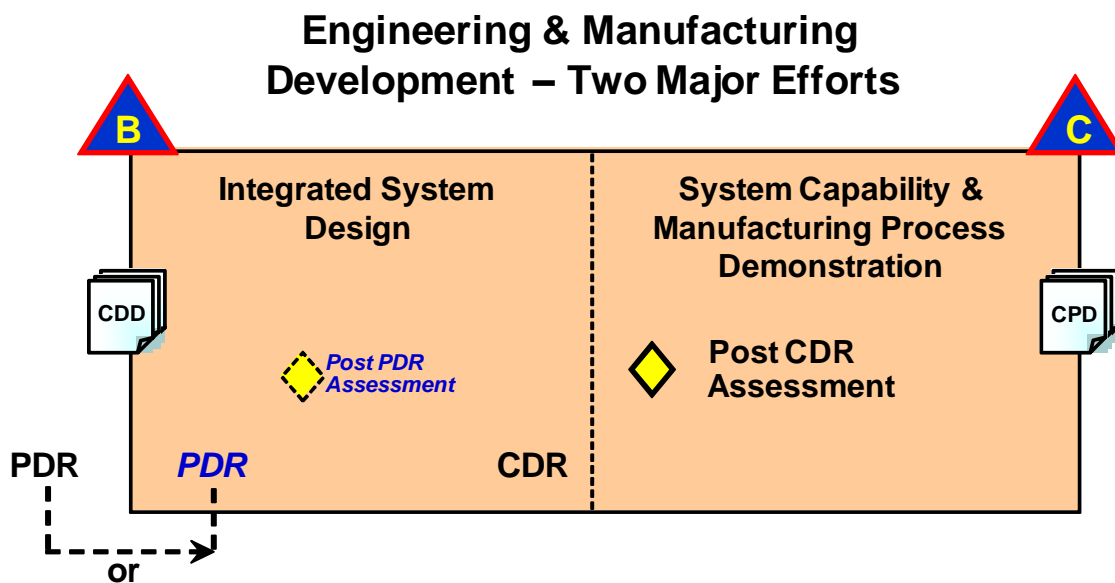 Engineering & Manufacturing
Development – Two Major Efforts
B
C
Integrated System
Design
System Capability &
Manufacturing Process
Demonstration
CDD
CPD
Post PDR
Assessment
Post CDR
Assessment
PDR
PDR
CDR
or